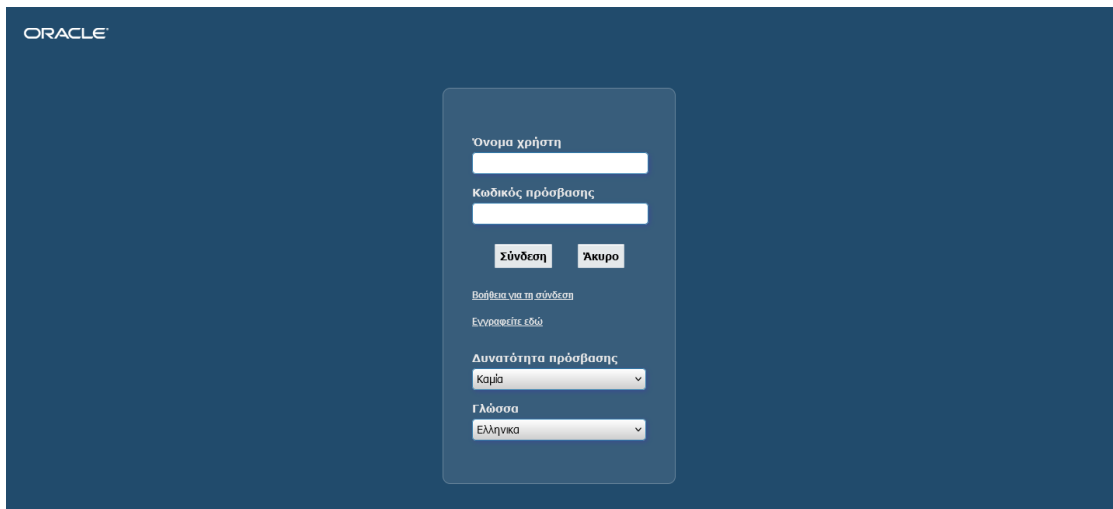 ORACLE
Όνομα χρήστη
Κωδικός πρόσβασης
Σύνδεση Άκυρο
Βοήθεια για τη σύνδεση
Εγγραφείτε εδώ
Δυνατότητα πρόσβασης
Καμία
Γλώσσα
Ελληνικα